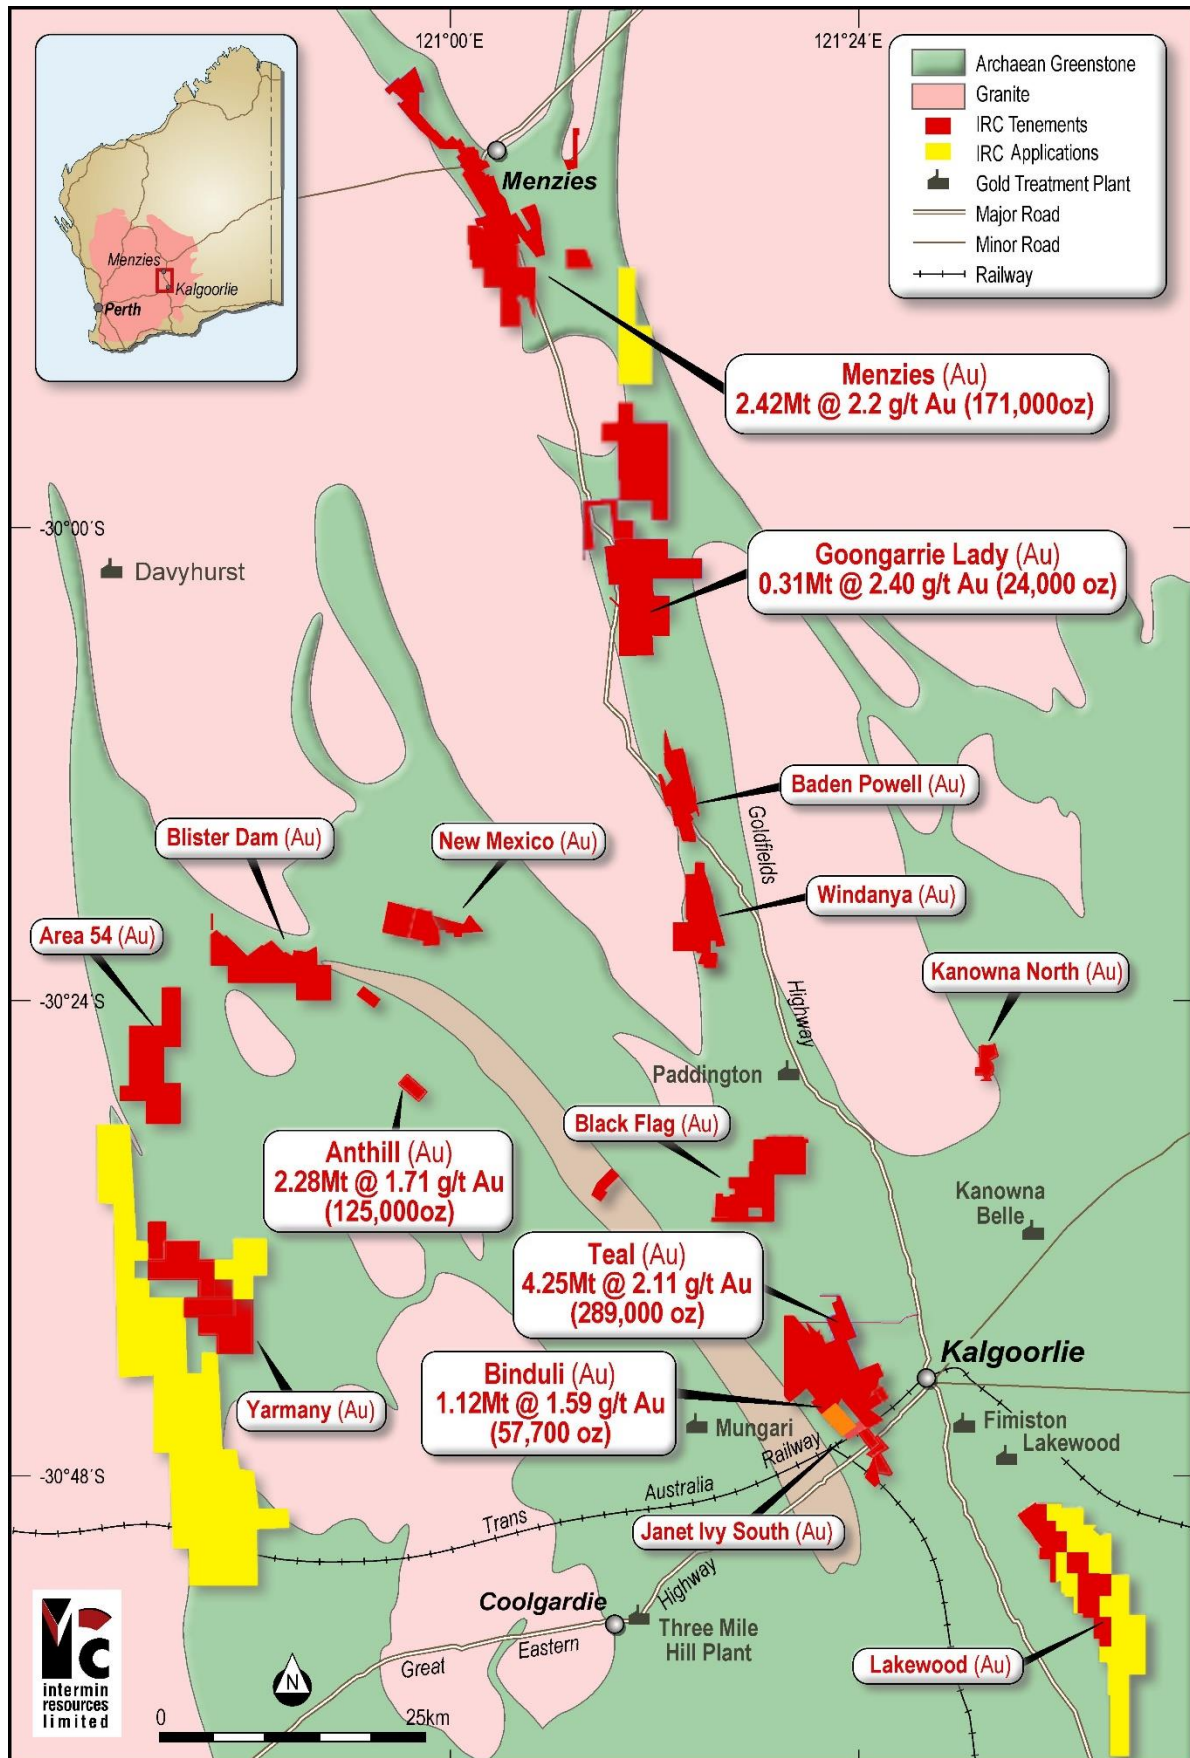 121°00´E
121°24´E
Archaean Greenstone
Granite
IRC Tenements
IRC Applications
Gold Treatment Plant
Major Road
Minor Road
Railway
Menzies
Kalgoorlie
Perth
Menzies
Menzies (Au)
2.42Mt @ 2.2 g/t Au (171,000oz)
-30°00´S
Davyhurst
Goongarrie Lady (Au)
0.31Mt @ 2.40 g/t Au (24,000 oz)
Baden Powell (Au)
Goldfields
Highway
Blister Dam (Au)
New Mexico (Au)
Windanya (Au)
Area 54 (Au)
Kanowna North (Au)
-30°24´S
Paddington
Black Flag (Au)
Anthill (Au)
2.28Mt @ 1.71 g/t Au
(125,000oz)
Kanowna
Belle
Teal (Au)
4.25Mt @ 2.11 g/t Au
(289,000 oz)
Kalgoorlie
Binduli (Au)
1.12Mt @ 1.59 g/t Au
(57,700 oz)
Yarmany (Au)
Mungari
Fimiston
Lakewood
-30°48´S
Trans
Australia
Railway
Janet Ivy South (Au)
Coolgardie
Highway
Three Mile
Hill Plant
Great
Eastern
Lakewood (Au)
intermin
resources
limited
N
0
25km